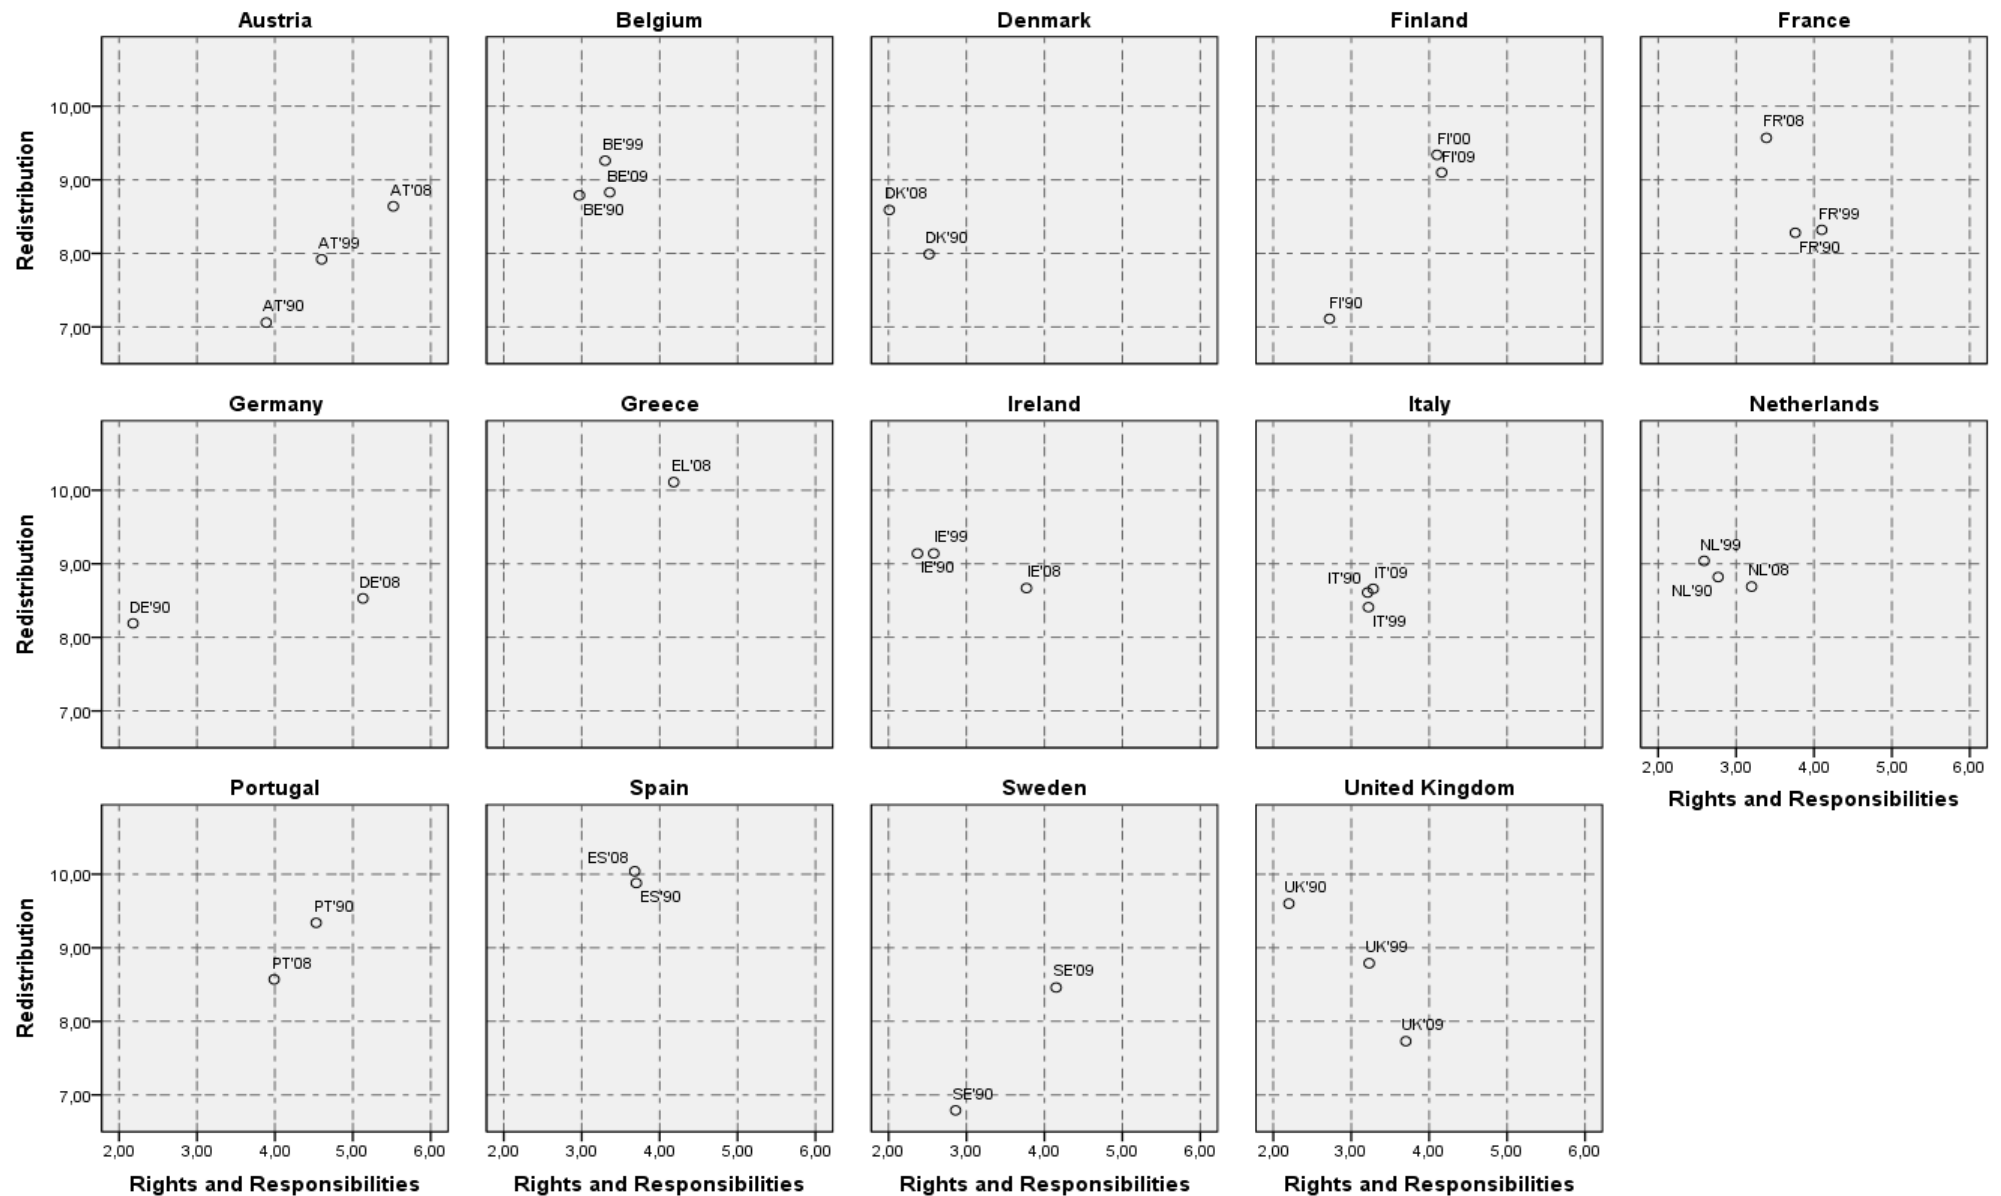 Austria
Belgium
Denmark
Finland
France
Redistribution
10,00
9,00
8,00
7,00
AT'08
AT'99
AT'90
BE'99
BE'09
BE'90
DK'08
DK'90
FI'00
FI'09
FI'90
FR'08
FR'99
FR'90
Germany
Greece
Ireland
Italy
Netherlands
Redistribution
10,00
9,00
8,00
7,00
DE'08
DE'90
EL'08
IE'99
IE'90
IE'08
IT'90
IT'09
IT'99
NL'99
NL'08
NL'90
2,00 3,00 4,00 5,00 6,00
Rights and Responsibilities
Portugal
Spain
Sweden
United Kingdom
Redistribution
10,00
9,00
8,00
7,00
PT'90
PT'08
ES'08
ES'90
SE'09
SE'90
UK'90
UK'99
UK'09
2,00 3,00 4,00 5,00 6,00
2,00 3,00 4,00 5,00 6,00
2,00 3,00 4,00 5,00 6,00
2,00 3,00 4,00 5,00 6,00
Rights and Responsibilities
Rights and Responsibilities
Rights and Responsibilities
Rights and Responsibilities